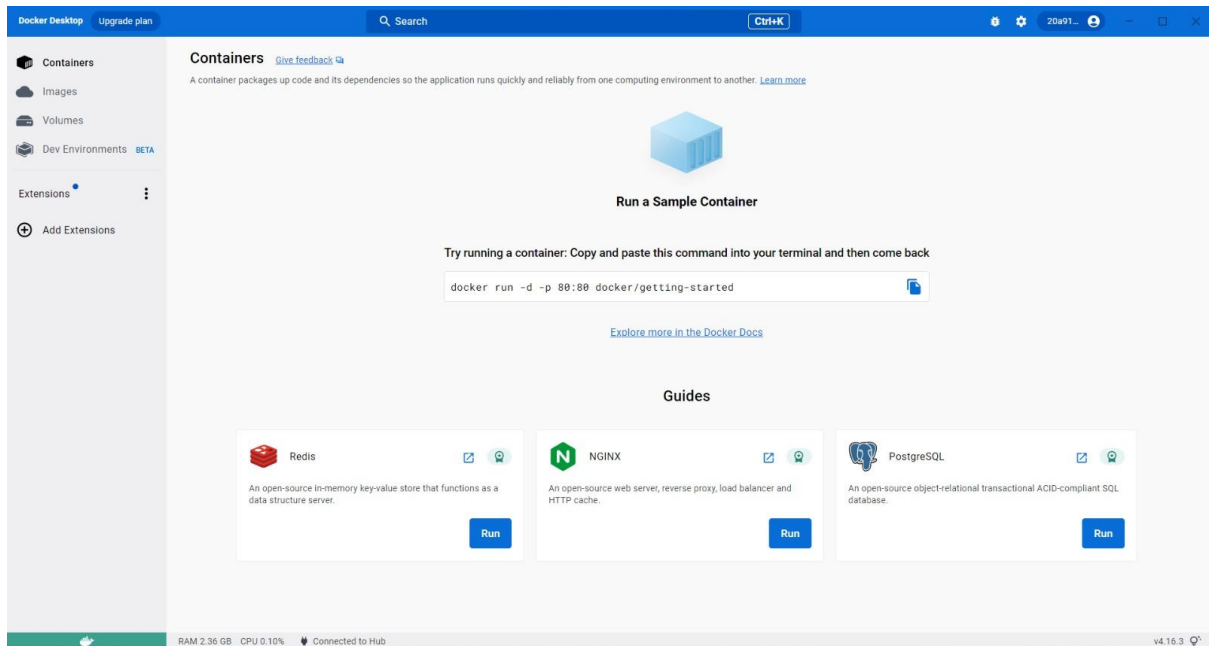 Docker Desktop Upgrade plan Search Ctrl+K 20a91...
Containers
Images
Volumes
Dev Environments BETA
Extensions
Add Extensions
Containers Give feedback
A container packages up code and its dependencies so the application runs quickly and reliably from one computing environment to another. Learn more
Run a Sample Container
Try running a container: Copy and paste this command into your terminal and then come back
docker run -d -p 80:80 docker/getting-started
Explore more in the Docker Docs
Guides
Redis
An open-source in-memory key-value store that functions as a
data structure server.
Run
NGINX
An open-source web server, reverse proxy, load balancer and
HTTP cache.
Run
PostgreSQL
An open-source object-relational transactional ACID-compliant SQL
database.
Run
RAM 2.36 GB CPU 0.10% Connected to Hub v4.16.3